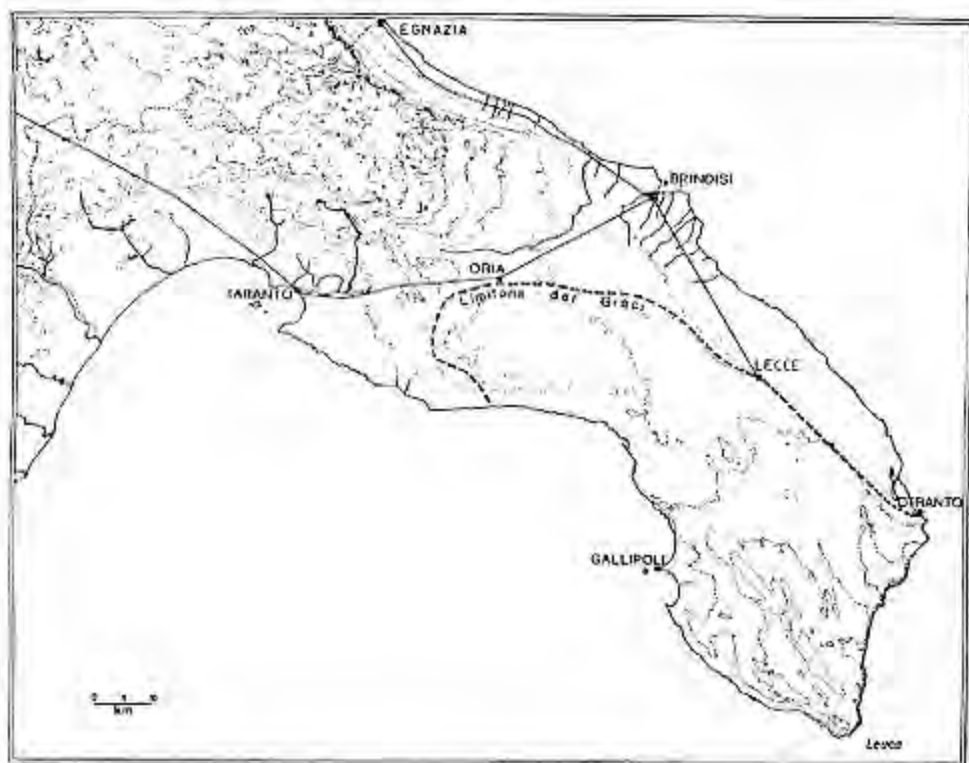 EGNAZIA
BRINDISI
ORIA
TARANTO
Limitone dei Greci
LECCE
OTRANTO
GALLIPOLI
km
Leuca